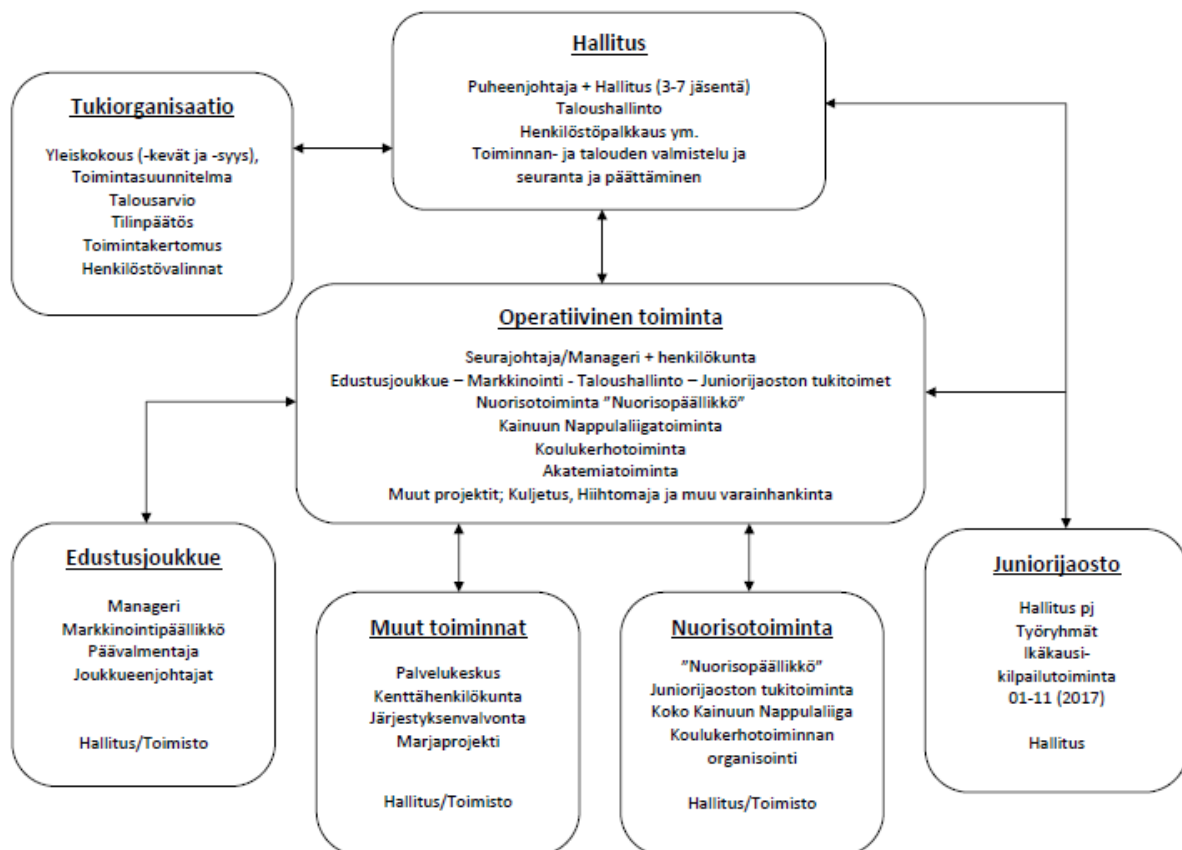 Hallitus
Puheenjohtaja + Hallitus (3-7 jäsentä)
Taloushallinto
Henkilöstöpalkkaus ym.
Toiminnan- ja talouden valmistelu ja
seuranta ja päättäminen
Tukiorganisaatio
Yleiskokous (-kevät ja -syys),
Toimintasuunnitelma
Talousarvio
Tilinpäätös
Toimintakertomus
Henkilöstövalinnat
Operatiivinen toiminta
Seurajohtaja/Manageri + henkilökunta
Edustusjoukkue – Markkinointi - Taloushallinto – Juniorijaoston tukitoimet
Nuorisotoiminta ”Nuorisopäällikkö”
Kainuun Nappulaliigatoiminta
Koulukerhotoiminta
Akatemiatoiminta
Muut projektit; Kuljetus, Hiihtomaja ja muu varainhankinta
Edustusjoukkue
Manageri
Markkinointipäällikkö
Päävalmentaja
Joukkueenjohtajat
Hallitus/Toimisto
Muut toiminnat
Palvelukeskus
Kenttähenkilökunta
Järjestyksenvalvonta
Marjaprojekti
Hallitus/Toimisto
Nuorisotoiminta
”Nuorisopäällikkö”
Juniorijaoston tukitoiminta
Koko Kainuun Nappulaliiga
Koulukerhotoiminnan
organisointi
Hallitus/Toimisto
Juniorijaosto
Hallitus pj
Työryhmät
Ikäkausi-
kilpailutoiminta
01-11 (2017)
Hallitus